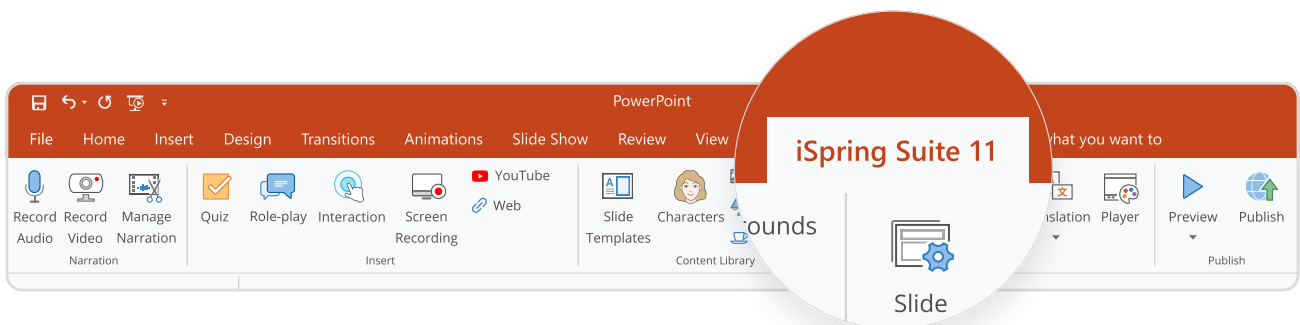 PowerPoint
File Home Insert Design Transitions Animations Slide Show Review View iSpring Suite 11 what you want to
Record Audio
Record Video
Manage Narration
Quiz
Role-play
Interaction
Screen Recording
YouTube
Web
Slide Templates
Characters
ounds
Slide
slation
Player
Preview
Publish
Narration
Insert
Content Library
Publish